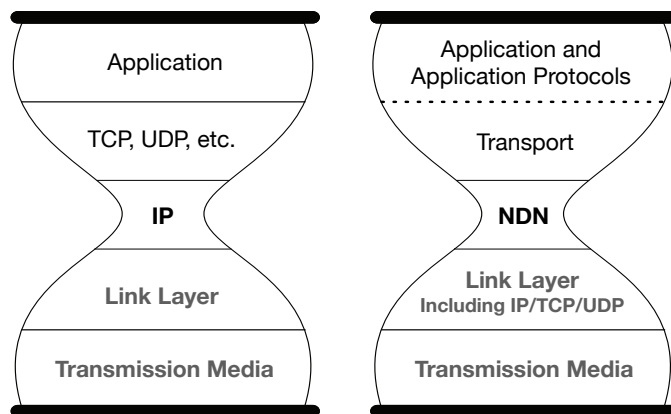 Application
TCP, UDP, etc.
IP
Link Layer
Transmission Media
Application and
Application Protocols
Transport
NDN
Link Layer
Including IP/TCP/UDP
Transmission Media